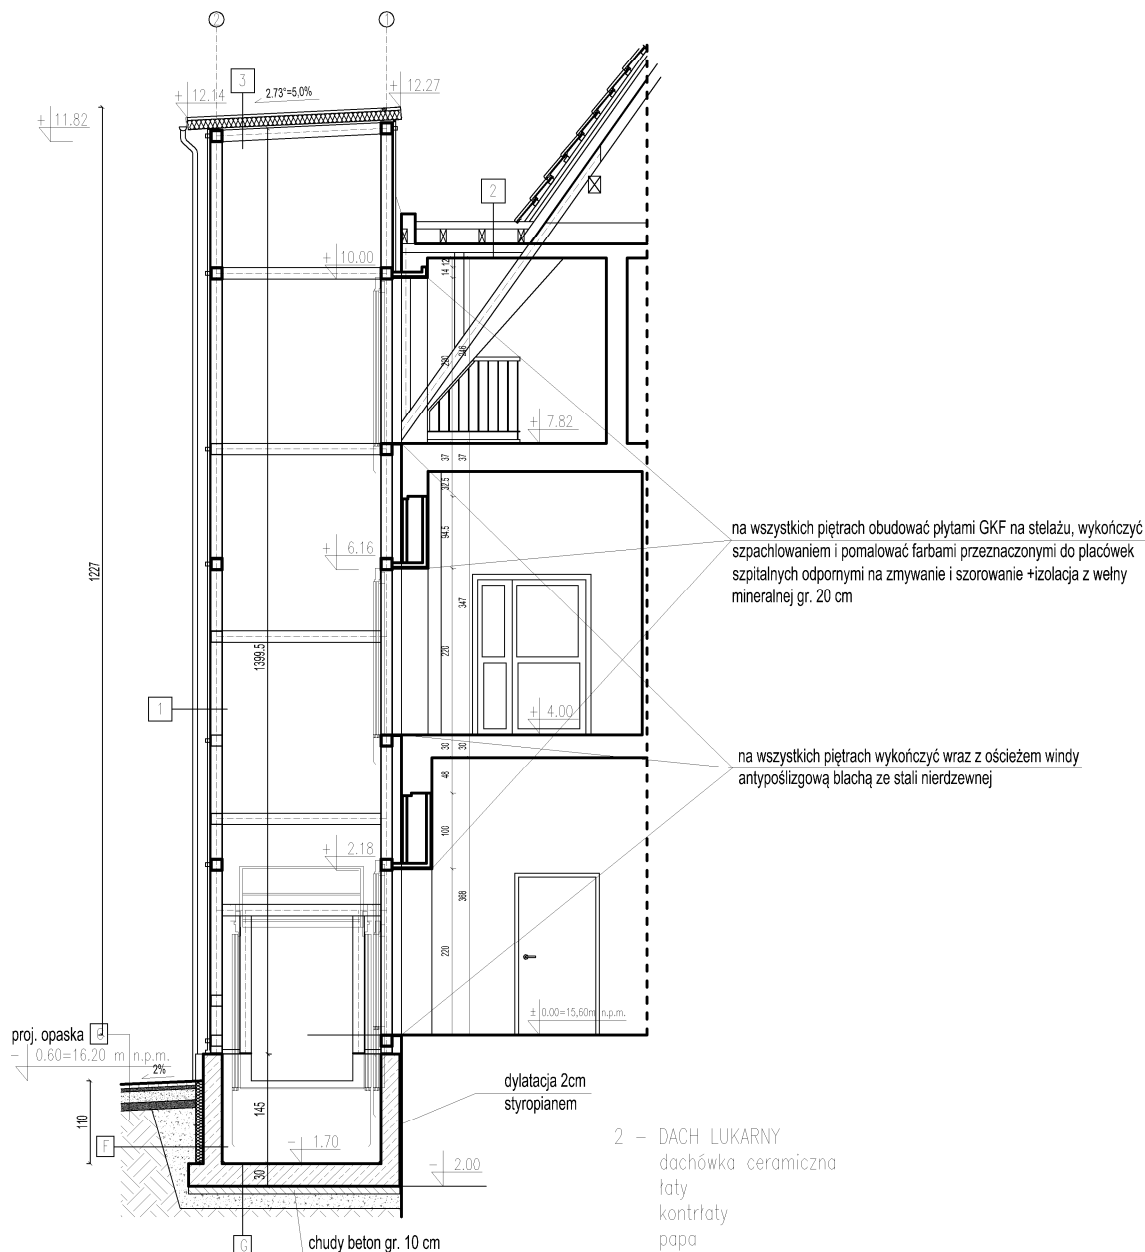 2
1
3
12.14
2.73°=5,0%
12.27
+ 11.82
2
+ 10.00
14 12
220
246
+ 7.82
37
37
32.5
+ 6.16
94.5
347
220
1227
1399.5
na wszystkich piętrach obudować płytami GKF na stelażu, wykończyć
szpachlowaniem i pomalować farbami przeznaczonymi do placówek
szpitalnych odpornymi na zmywanie i szorowanie +izolacja z wełny
mineralnej gr. 20 cm
1
+ 4.00
30
30
48
na wszystkich piętrach wykończyć wraz z ościeżem windy
antypoślizgową blachą ze stali nierdzewnej
100
+ 2.18
368
220
± 0.00=15,60m n.p.m.
proj. opaska
- 0.60=16.20 m n.p.m.
2%
110
145
F
- 1.70
30
- 2.00
G
dylatacja 2cm
styropianem
chudy beton gr. 10 cm
2 - DACH LUKARNY
dachówka ceramiczna
łaty
kontrłaty
papa